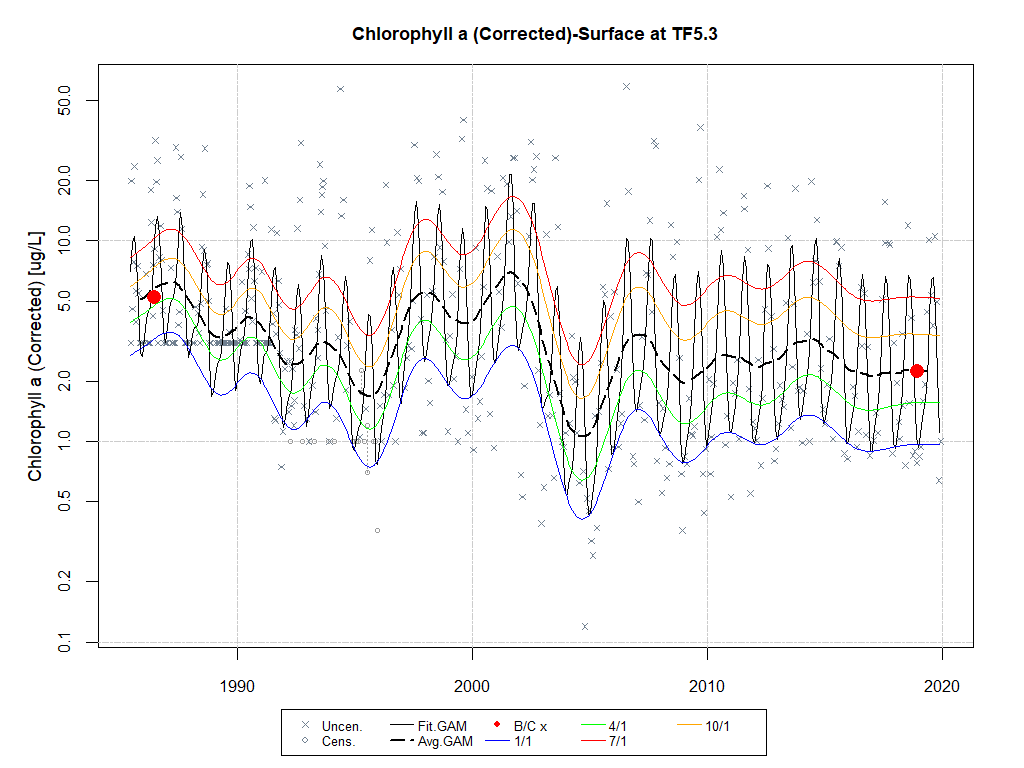 Chlorophyll a (Corrected)-Surface at TF5.3
Chlorophyll a (Corrected) [ug/L]
50.0
20.0
10.0
5.0
2.0
1.0
0.5
0.2
0.1
1990 2000 2010 2020
Uncen. Fit.GAM B/C x 4/1 10/1
Cens. Avg.GAM 1/1 7/1